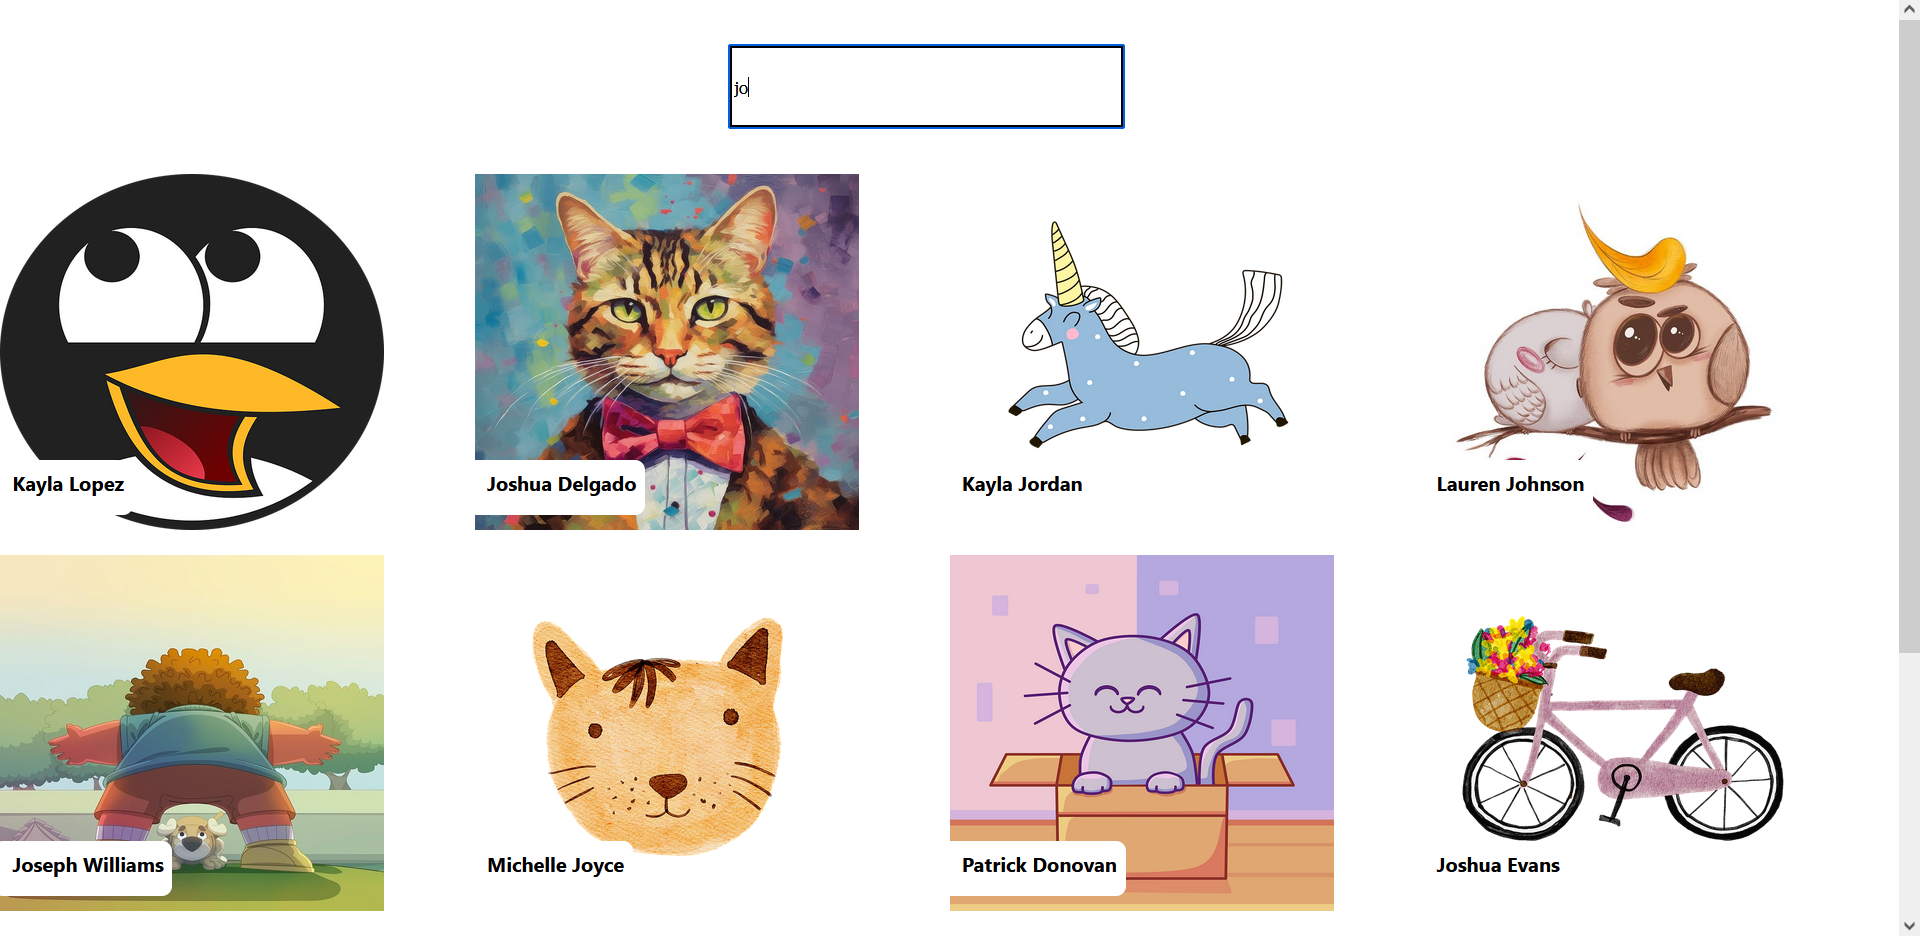 jo
Kayla Lopez
Joshua Delgado
Kayla Jordan
Lauren Johnson
Joseph Williams
Michelle Joyce
Patrick Donovan
Joshua Evans